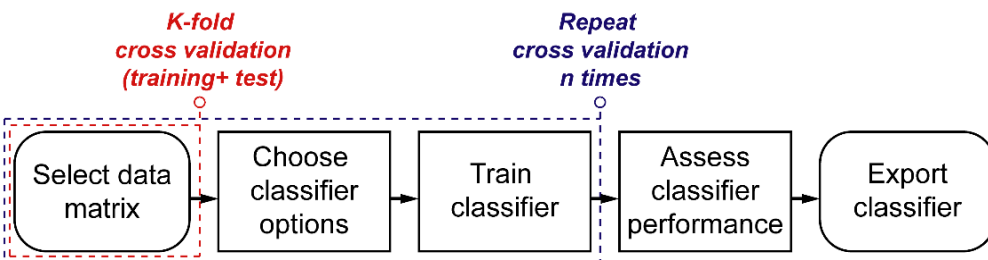 K-fold
cross validation
(training+ test)
Repeat
cross validation
n times
Select data
matrix
Choose
classifier
options
Train
classifier
Assess
classifier
performance
Export
classifier